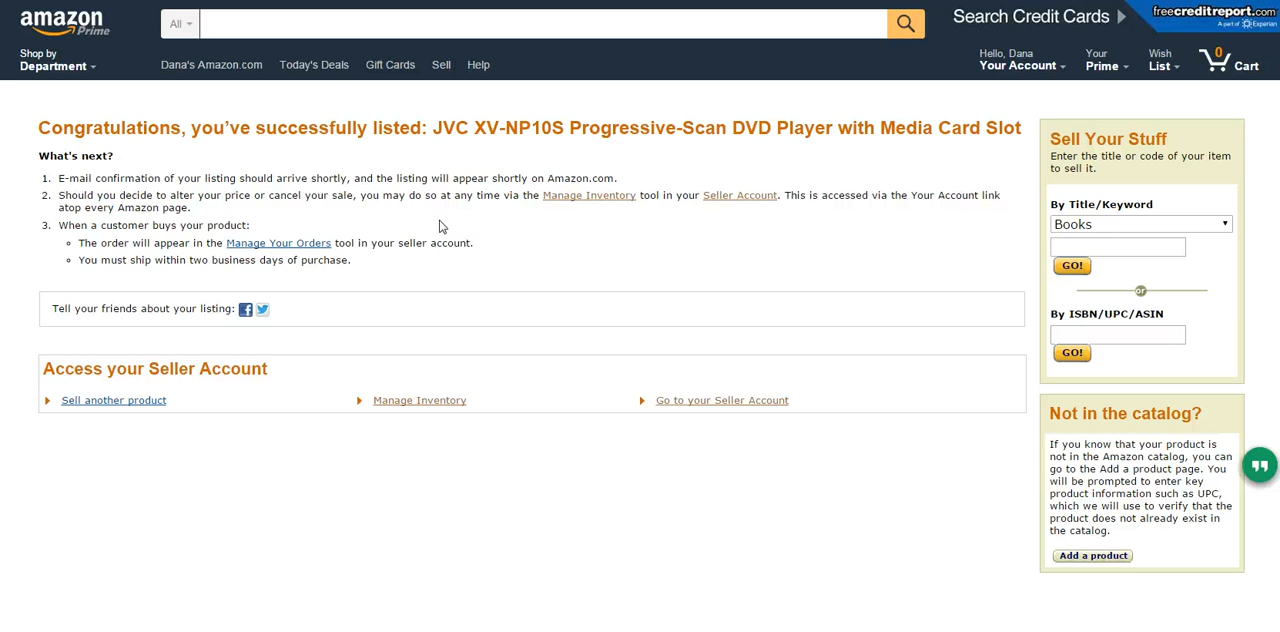 amazon
Prime
All
Search Credit Cards
freecreditreport.com
A part of Experian
Shop by
Department
Dana's Amazon.com Today's Deals Gift Cards Sell Help
Hello, Dana
Your Account
Your
Prime
Wish
List
0
Cart
Congratulations, you've successfully listed: JVC XV-NP10S Progressive-Scan DVD Player with Media Card Slot
What's next?
1. E-mail confirmation of your listing should arrive shortly, and the listing will appear shortly on Amazon.com.
2. Should you decide to alter your price or cancel your sale, you may do so at any time via the Manage Inventory tool in your Seller Account. This is accessed via the Your Account link
atop every Amazon page.
3. When a customer buys your product:
The order will appear in the Manage Your Orders tool in your seller account.
You must ship within two business days of purchase.
Tell your friends about your listing:
Access your Seller Account
Sell another product Manage Inventory Go to your Seller Account
Sell Your Stuff
Enter the title or code of your item
to sell it.
By Title/Keyword
Books
GO!
or
By ISBN/UPC/ASIN
GO!
Not in the catalog?
If you know that your product is
not in the Amazon catalog, you can
go to the Add a product page. You
will be prompted to enter key
product information such as UPC,
which we will use to verify that the
product does not already exist in
the catalog.
Add a product